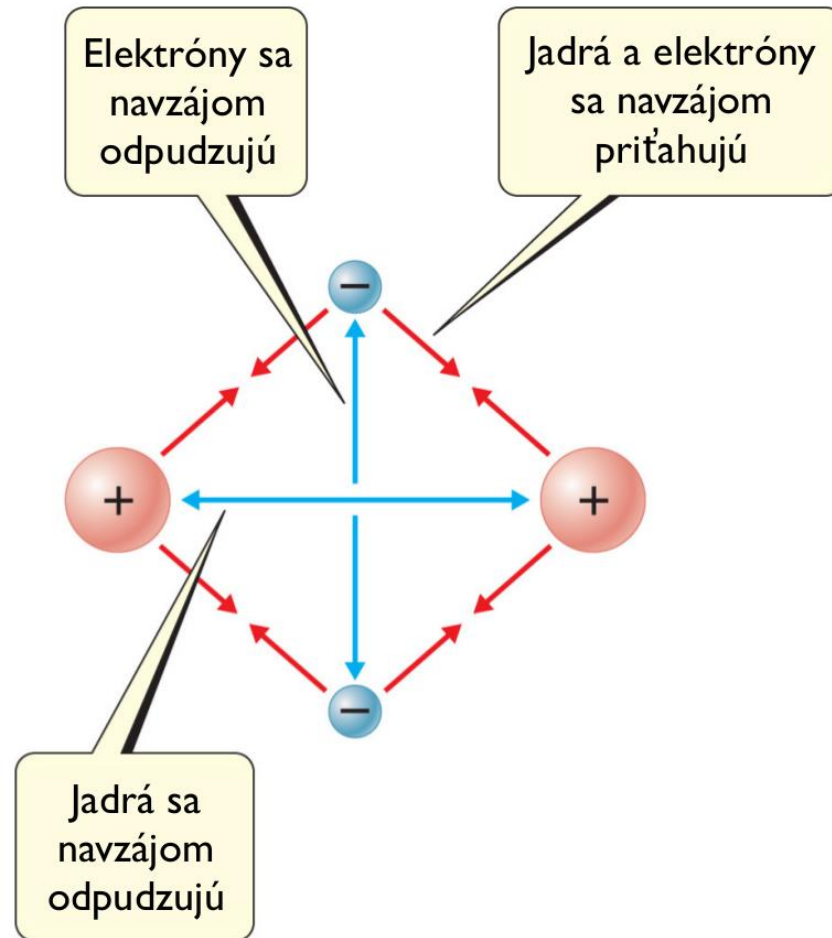 Elektróny sa
navzájom
odpudzujú
Jadrá a elektróny
sa navzájom
priťahujú
−
+
+
−
Jadrá sa
navzájom
odpudzujú